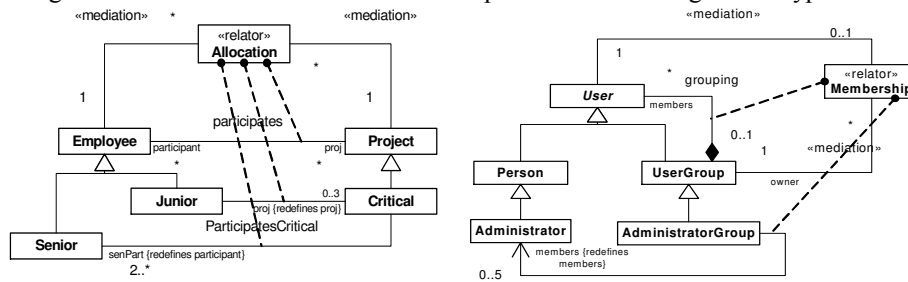 «mediation» * «mediation»
«relator»
Allocation
*
1
1
participates
Employee
participant
proj
Project
*
*
Junior
0..3
proj {redefines proj}
Critical
ParticipatesCritical
Senior
senPart {redefines participant}
2..*
«mediation»
0..1
1
«relator»
Membership
*
grouping
User
members
*
0..1
1
«mediation»
Person
UserGroup
owner
Administrator
AdministratorGroup
members {redefines
members}
0..5